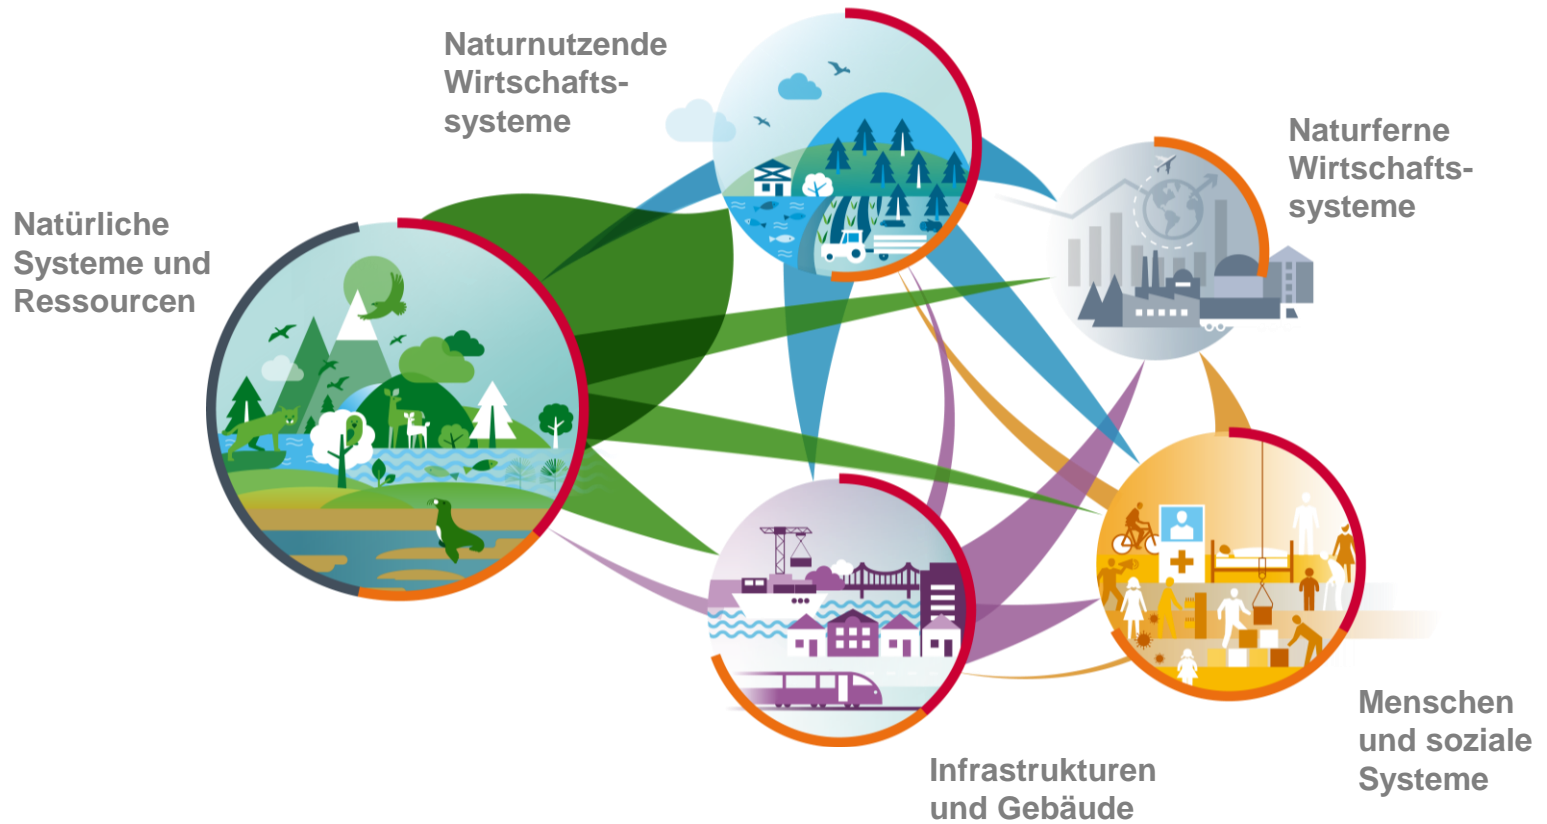 Naturnutzende
Wirtschafts-
systeme
Naturferne
Wirtschafts-
systeme
Natürliche
Systeme und
Ressourcen
Menschen
und soziale
Systeme
Infrastrukturen
und Gebäude